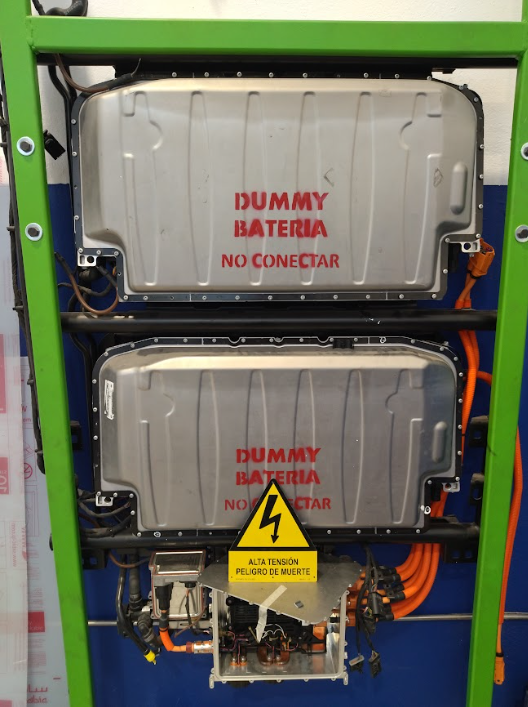 DUMMY
BATERIA
NO CONECTAR
DUMMY
BATERIA
NO CONECTAR
ALTA TENSIÓN
PELIGRO DE MUERTE